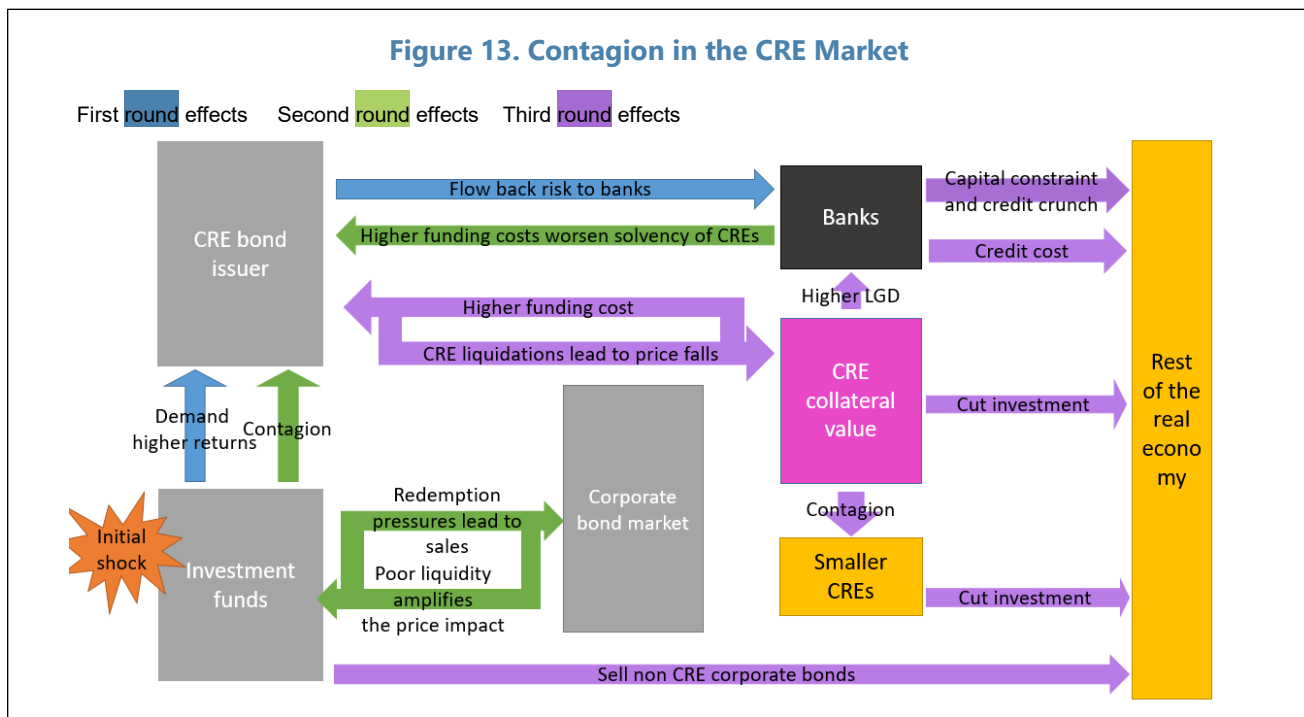 Figure 13. Contagion in the CRE Market
First round effects Second round effects Third round effects
CRE bond
issuer
Flow back risk to banks
Higher funding costs worsen solvency of CREs
Banks
Capital constraint
and credit crunch
Credit cost
Higher LGD
Higher funding cost
CRE liquidations lead to price falls
CRE
collateral
value
Cut investment
Rest
of the
real
econo
my
Demand
higher returns
Contagion
Redemption
pressures lead to
sales
Poor liquidity
amplifies
the price impact
Corporate
bond market
Contagion
Initial
shock
Investment
funds
Smaller
CREs
Cut investment
Sell non CRE corporate bonds